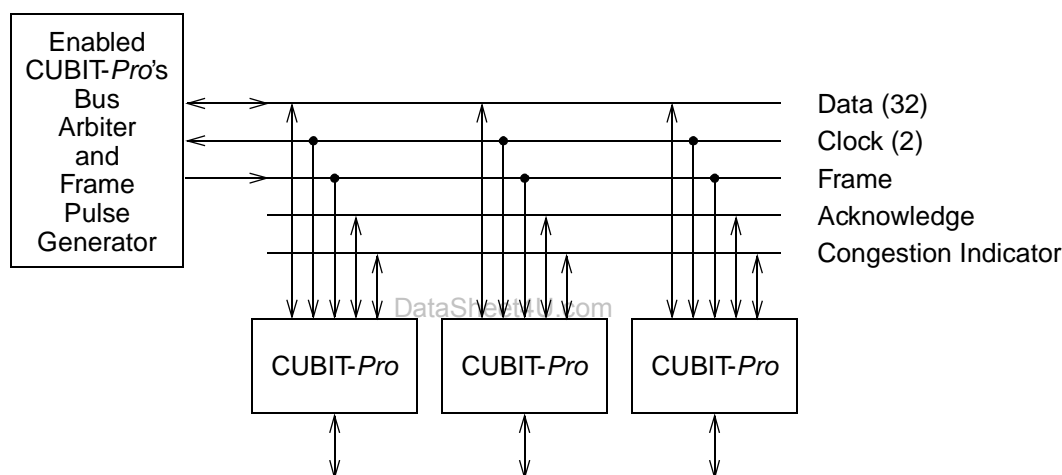 Enabled
CUBIT-Pro's
Bus
Arbiter
and
Frame
Pulse
Generator
Data (32)
Clock (2)
Frame
Acknowledge
Congestion Indicator
DataSheet4U.com
CUBIT-Pro
CUBIT-Pro
CUBIT-Pro